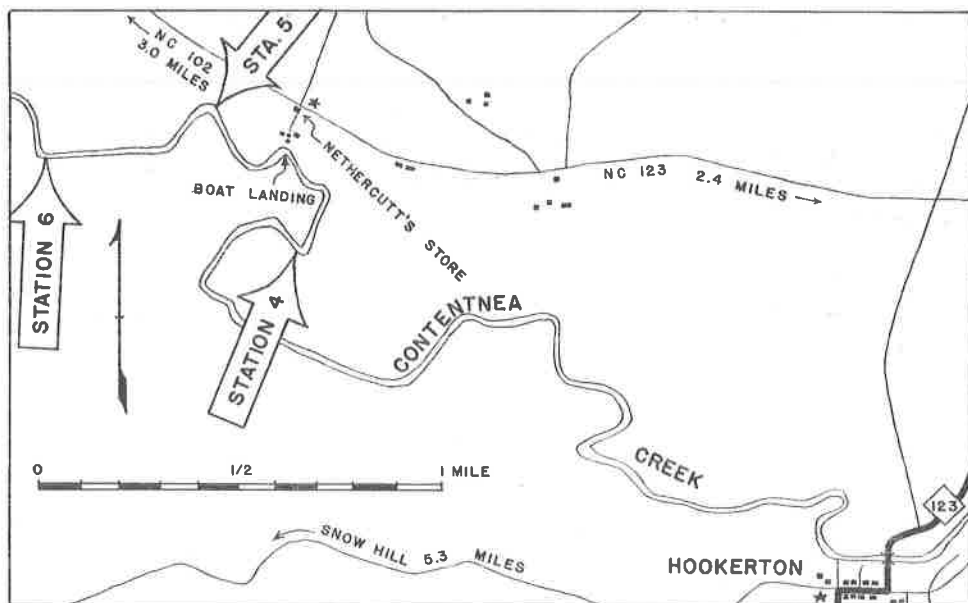 NC 102
3.0 MILES
STA. 5
NETHERCUTT'S STORE
BOAT LANDING
NC 123 2.4 MILES
STATION 6
STATION 4
CONTENTNEA
CREEK
0 1/2 1 MILE
SNOW HILL 5.3 MILES
HOOKERTON
123